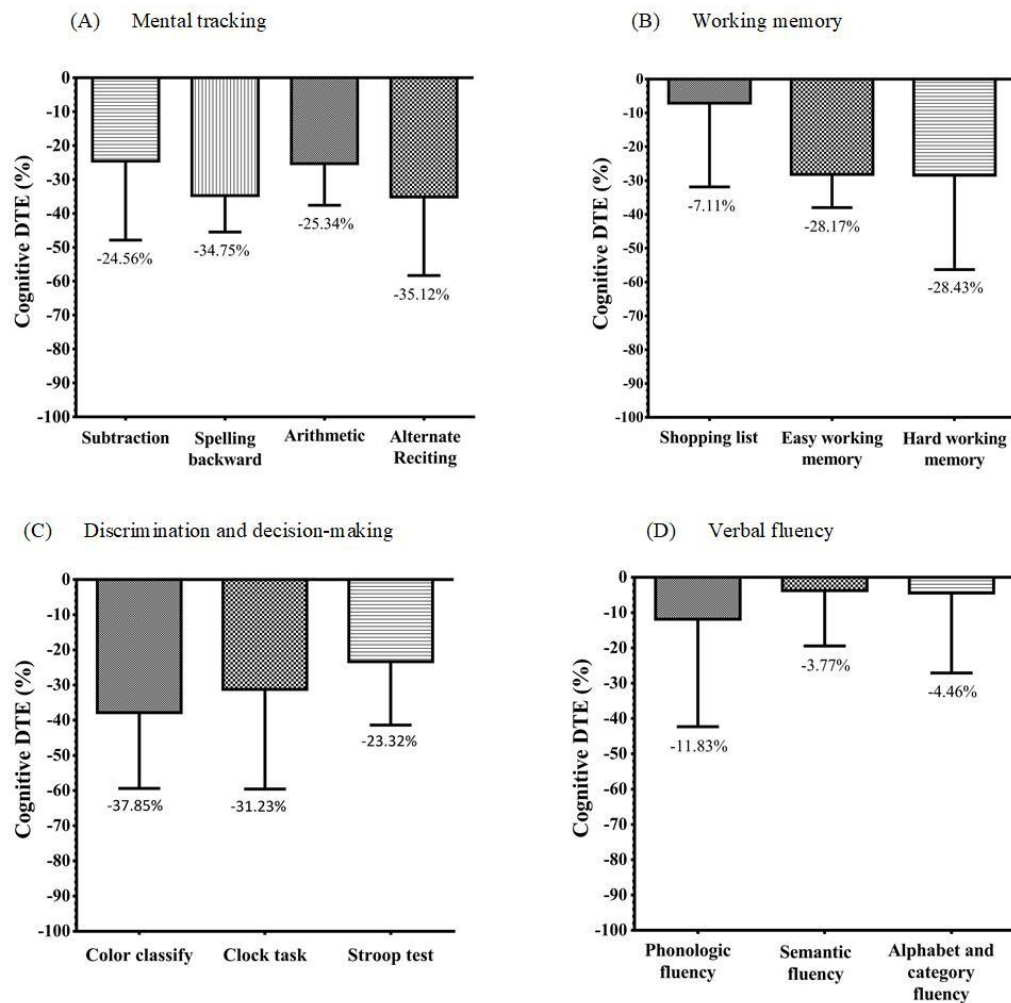 (A) Mental tracking
Cognitive DTE (%)
0
-10
-20
-30
-40
-50
-60
-70
-80
-90
-100
-24.56%
-34.75%
-25.34%
-35.12%
Subtraction
Spelling
backward
Arithmetic
Alternate
Reciting
(B) Working memory
Cognitive DTE (%)
0
-10
-20
-30
-40
-50
-60
-70
-80
-90
-100
-7.11%
-28.17%
-28.43%
Shopping list
Easy working
memory
Hard working
memory
(C) Discrimination and decision-making
Cognitive DTE (%)
0
-10
-20
-30
-40
-50
-60
-70
-80
-90
-100
-37.85%
-31.23%
-23.32%
Color classify
Clock task
Stroop test
(D) Verbal fluency
Cognitive DTE (%)
0
-10
-20
-30
-40
-50
-60
-70
-80
-90
-100
-11.83%
-3.77%
-4.46%
Phonologic
fluency
Semantic
fluency
Alphabet and
category
fluency